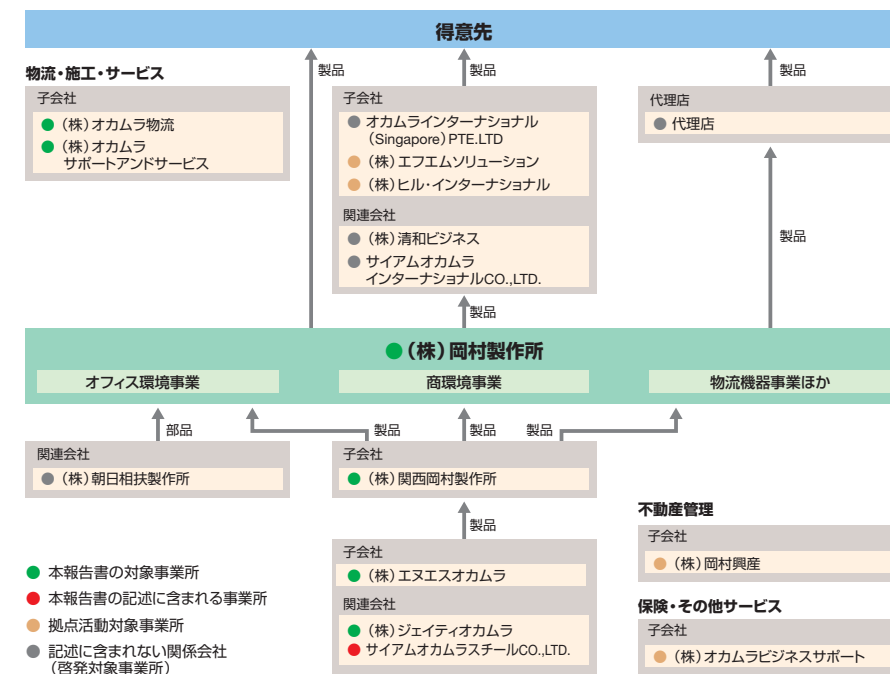 得意先
物流・施工・サービス
子会社
(株)オカムラ物流
(株)オカムラ
サポートアンドサービス
製品
製品
製品
子会社
オカムラインターナショナル
(Singapore)PTE.LTD
(株)エフエムソリューション
(株)ヒル・インターナショナル
関連会社
(株)清和ビジネス
サイアムオカムラ
インターナショナルCO.,LTD.
代理店
代理店
製品
製品
(株)岡村製作所
オフィス環境事業
商環境事業
物流機器事業ほか
部品
製品
製品
製品
関連会社
(株)朝日相扶製作所
子会社
(株)関西岡村製作所
製品
子会社
(株)エヌエスオカムラ
関連会社
(株)ジェイティオカムラ
サイアムオカムラスチールCO.,LTD.
不動産管理
子会社
(株)岡村興産
保険・その他サービス
子会社
(株)オカムラビジネスサポート
本報告書の対象事業所
本報告書の記述に含まれる事業所
拠点活動対象事業所
記述に含まれない関係会社
(啓発対象事業所)